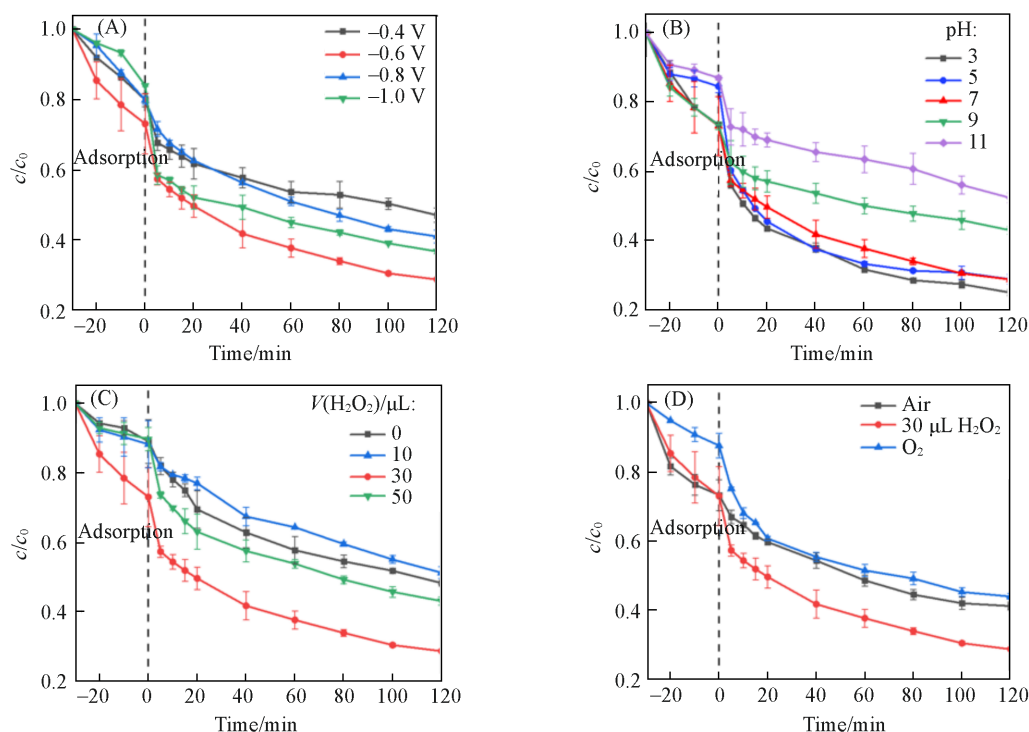 (A)
−0.4 V
−0.6 V
−0.8 V
−1.0 V
Adsorption
c/c₀
1.0
0.8
0.6
0.4
0.2
−20 0 20 40 60 80 100 120
Time/min
(B)
pH:
3
5
7
9
11
Adsorption
c/c₀
1.0
0.8
0.6
0.4
0.2
−20 0 20 40 60 80 100 120
Time/min
(C)
V(H₂O₂)/μL:
0
10
30
50
Adsorption
c/c₀
1.0
0.8
0.6
0.4
0.2
−20 0 20 40 60 80 100 120
Time/min
(D)
Air
30 μL H₂O₂
O₂
Adsorption
c/c₀
1.0
0.8
0.6
0.4
0.2
−20 0 20 40 60 80 100 120
Time/min